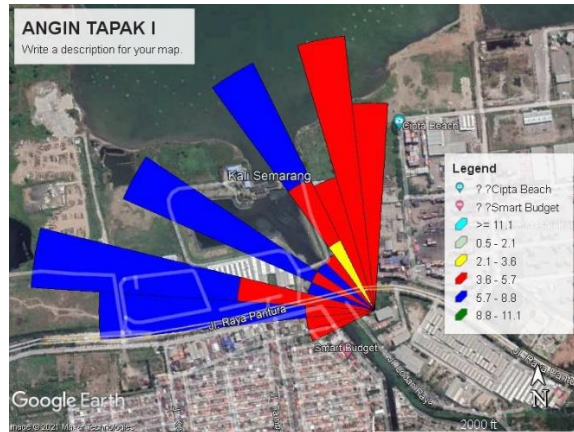 ANGIN TAPAK I
Write a description for your map.
Cipta Beach
Kali Semarang
Legend
? ?Cipta Beach
? ?Smart Budget
>= 11.1
0.5 - 2.1
2.1 - 3.6
3.6 - 5.7
5.7 - 8.8
8.8 - 11.1
Jl. Raya Pantura
Smart Budget
Google Earth
2000 ft
N